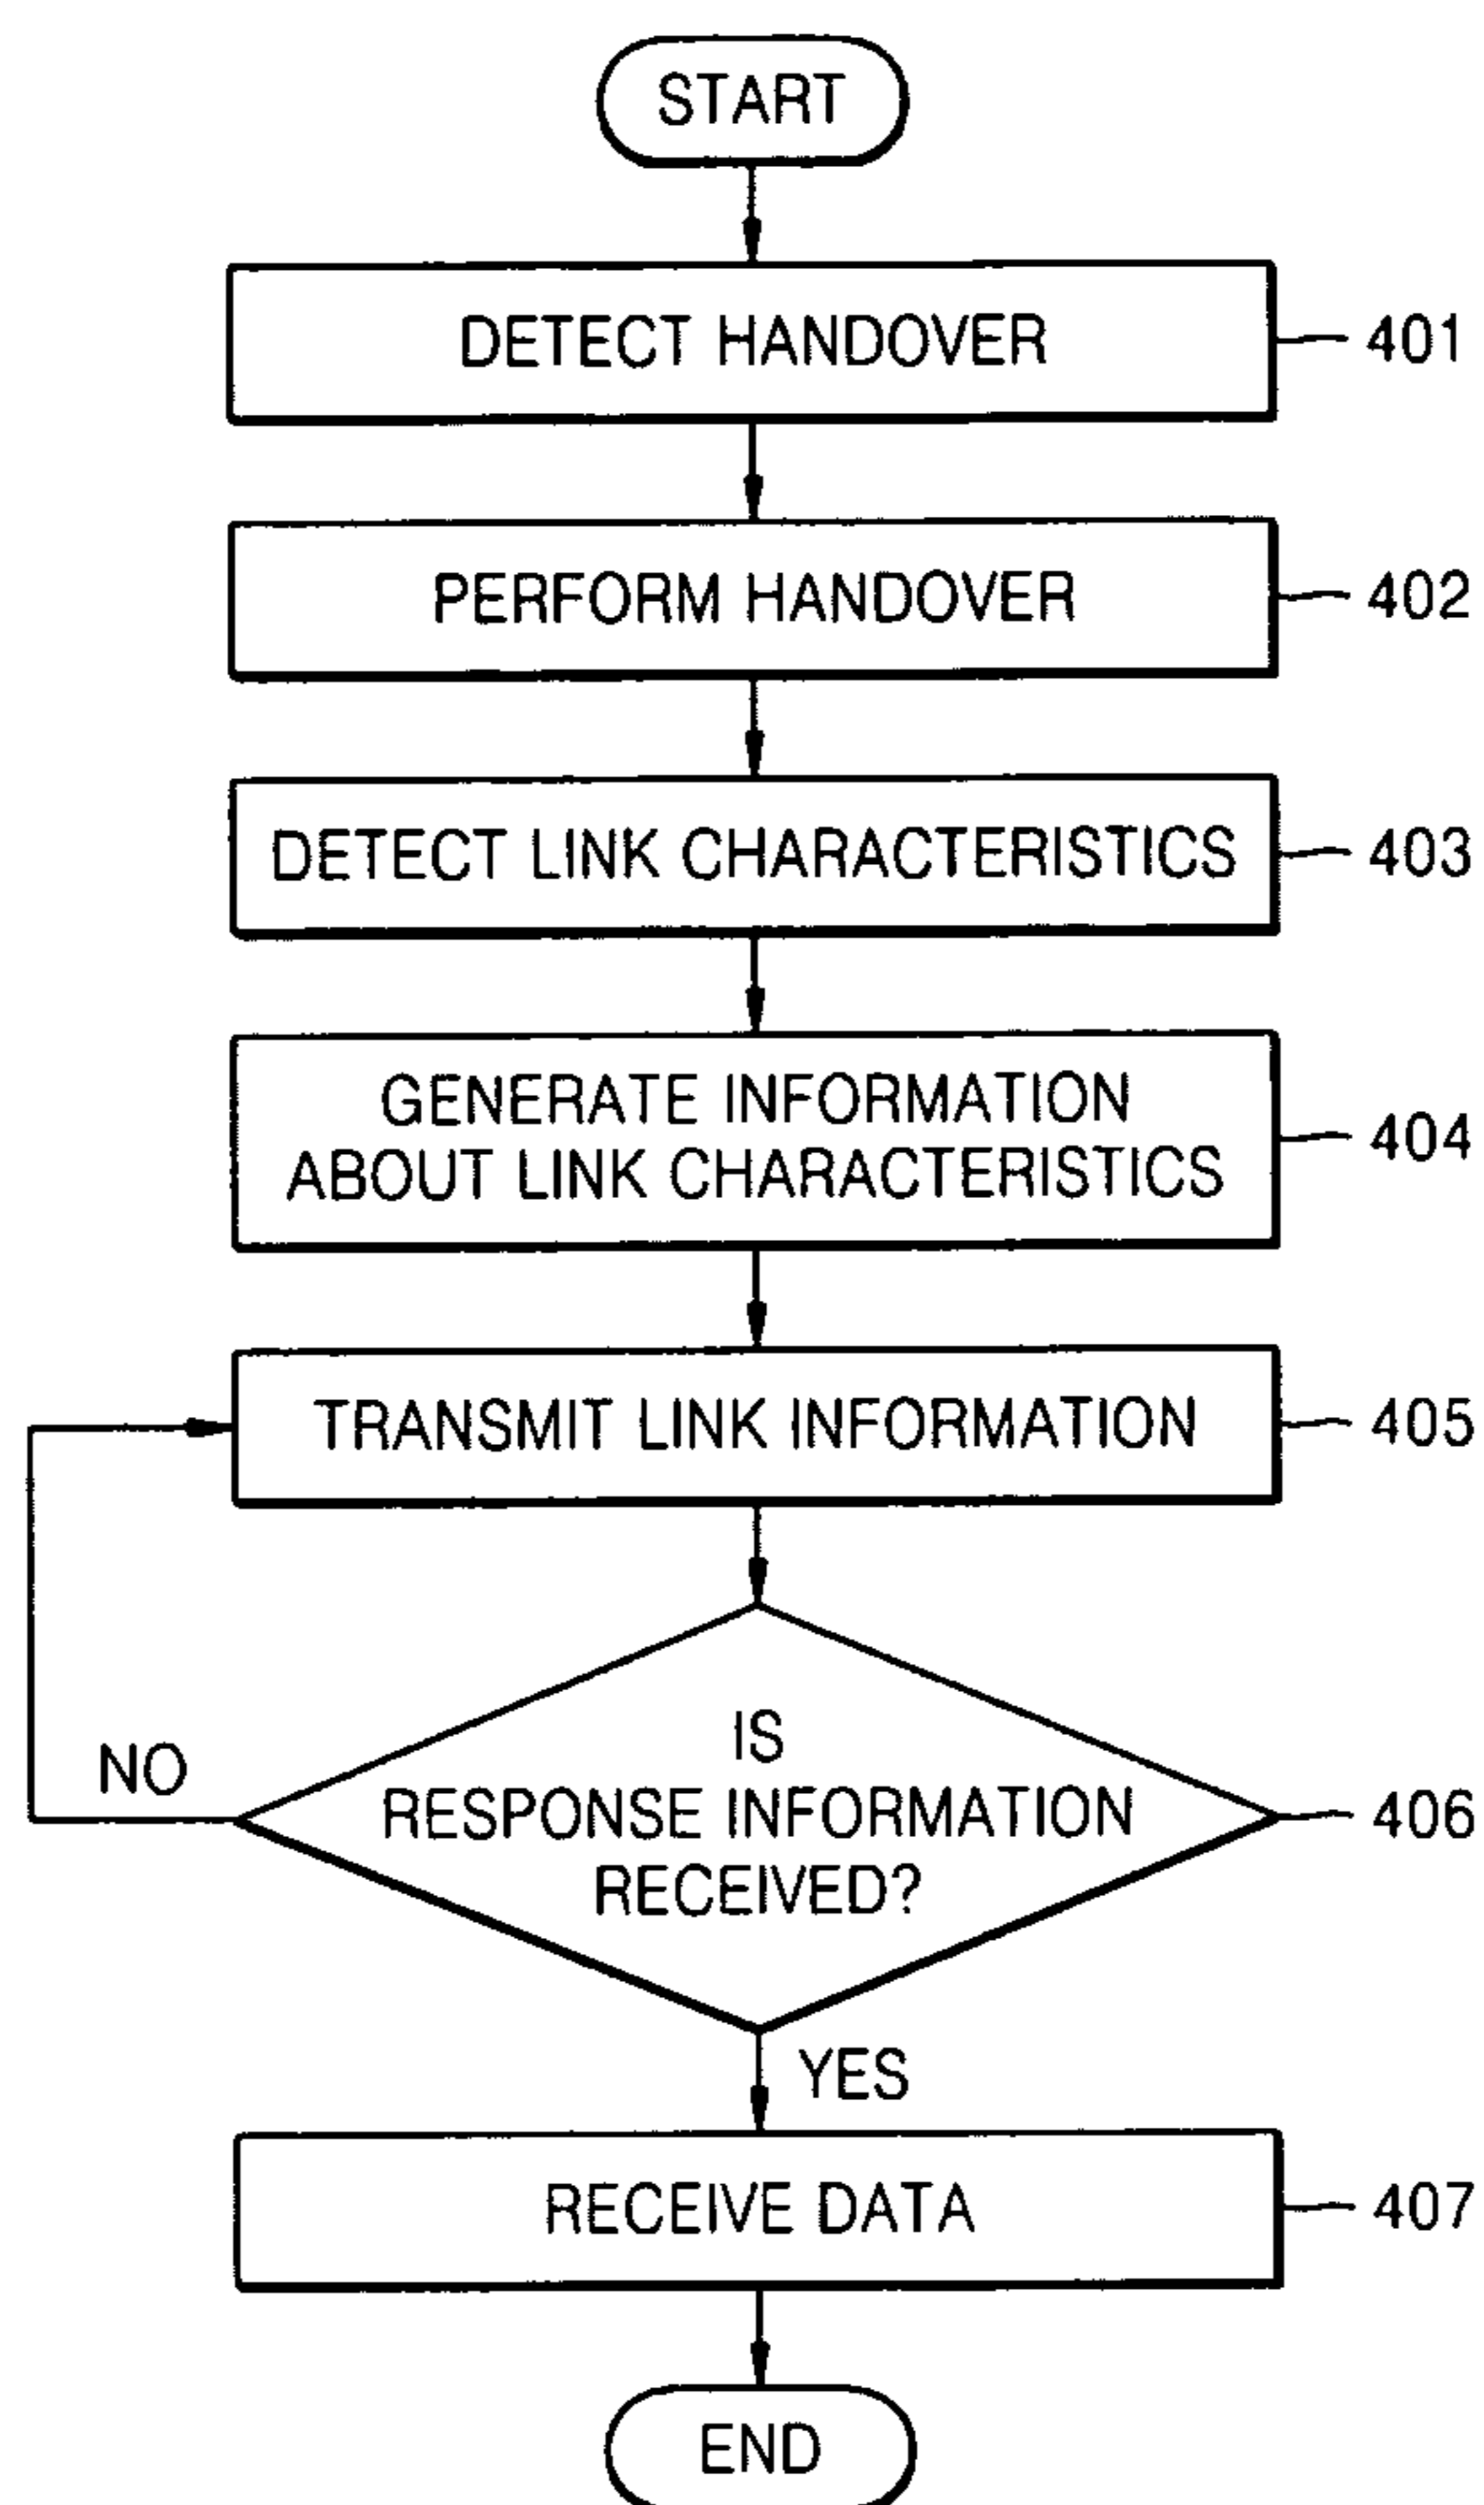 START
DETECT HANDOVER
401
PERFORM HANDOVER
402
DETECT LINK CHARACTERISTICS
403
GENERATE INFORMATION
ABOUT LINK CHARACTERISTICS
404
TRANSMIT LINK INFORMATION
405
IS
RESPONSE INFORMATION
RECEIVED?
406
NO
YES
RECEIVE DATA
407
END